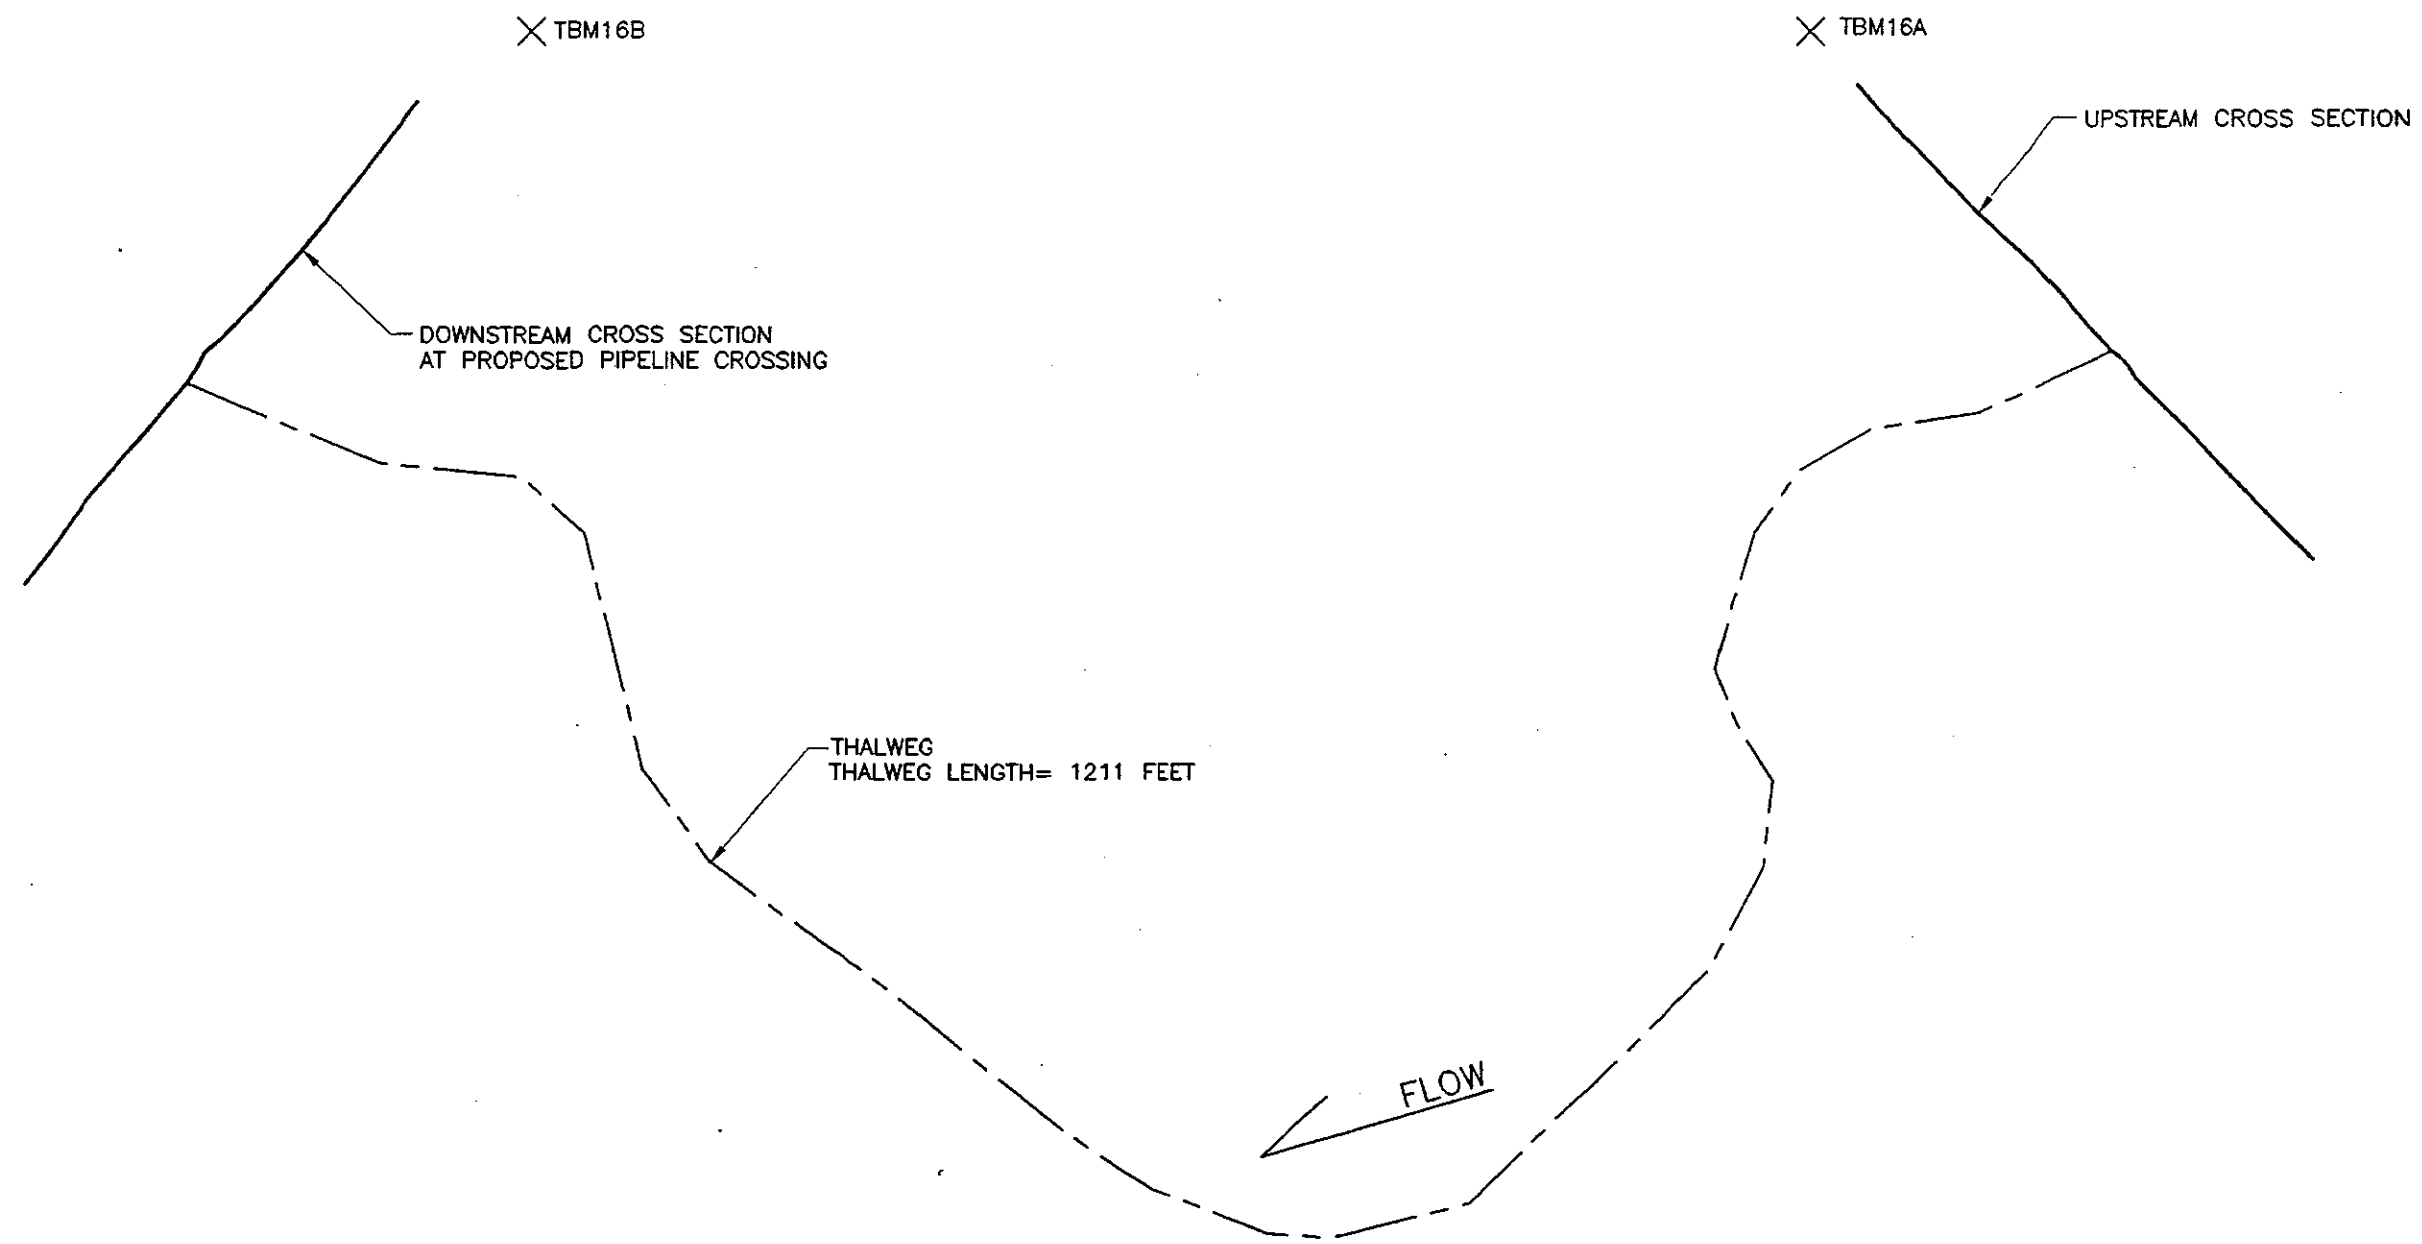 TBM16B
TBM16A
UPSTREAM CROSS SECTION
DOWNSTREAM CROSS SECTION
AT PROPOSED PIPELINE CROSSING
THALWEG
THALWEG LENGTH= 1211 FEET
FLOW